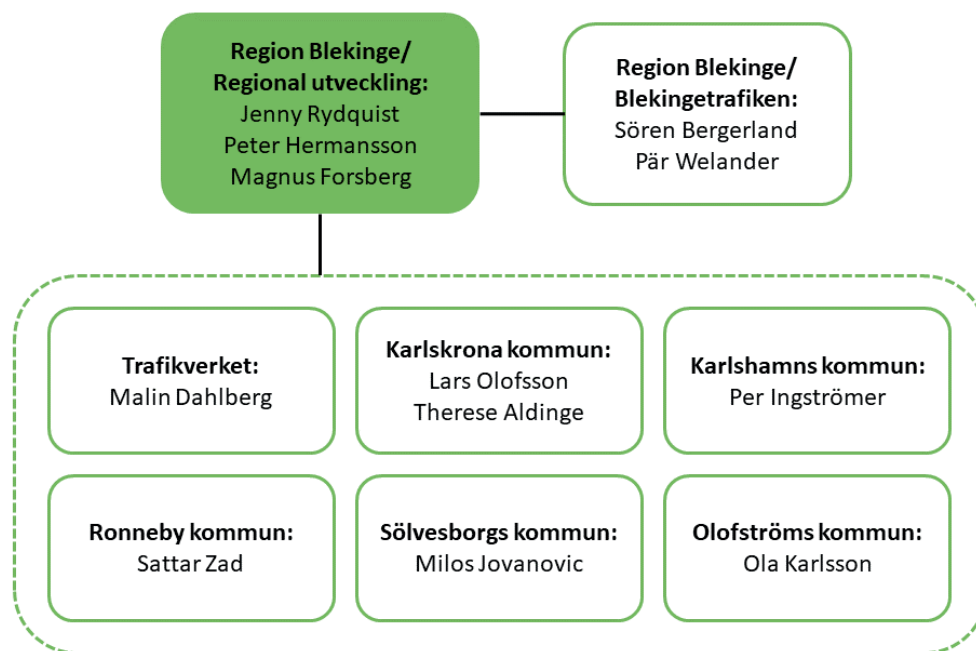 Region Blekinge/
Regional utveckling:
Jenny Rydquist
Peter Hermansson
Magnus Forsberg
Region Blekinge/
Blekingetrafiken:
Sören Bergerland
Pär Welander
Trafikverket:
Malin Dahlberg
Karlskrona kommun:
Lars Olofsson
Therese Aldinge
Karlshamns kommun:
Per Ingströmer
Ronneby kommun:
Sattar Zad
Sölvesborgs kommun:
Milos Jovanovic
Olofströms kommun:
Ola Karlsson